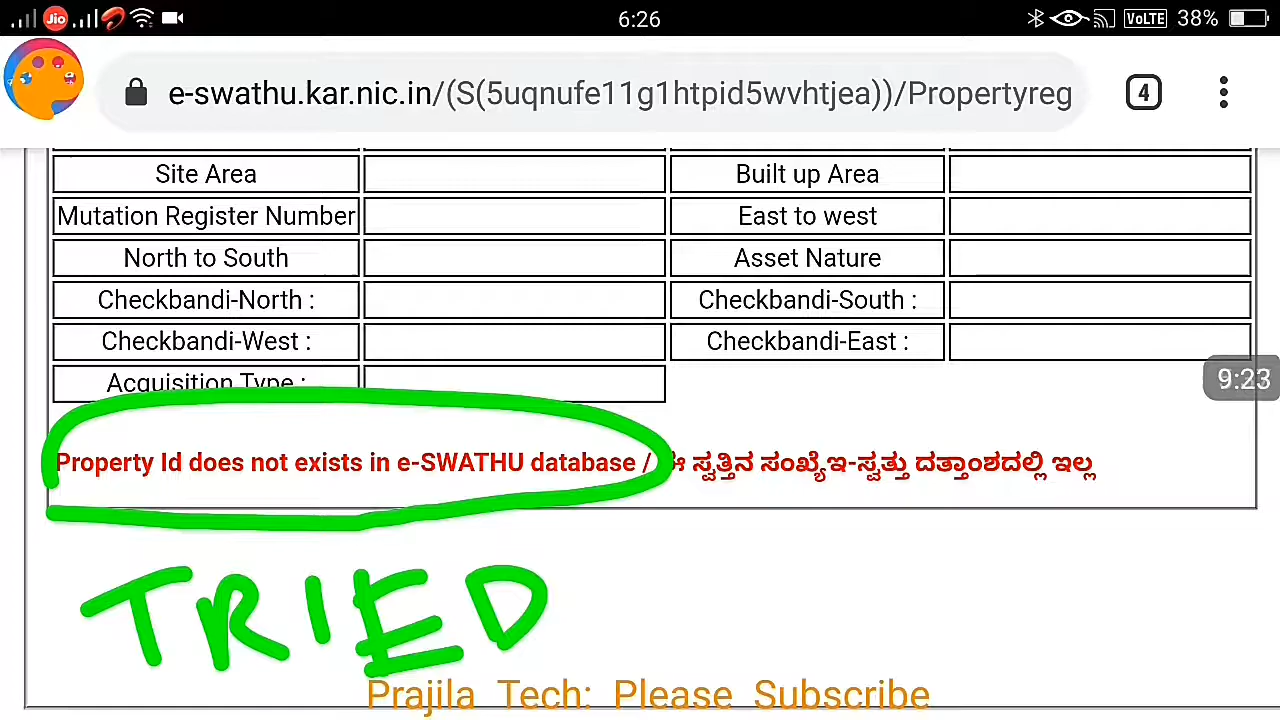 6:26
VoLTE 38%
e-swathu.kar.nic.in/(S(5uqnufe11g1htpid5wvhtjea))/Propertyreg
4
Site Area Built up Area
Mutation Register Number East to west
North to South Asset Nature
Checkbandi-North : Checkbandi-South :
Checkbandi-West : Checkbandi-East :
Acquisition Type :
9:23
Property Id does not exists in e-SWATHU database / ಈ ಸ್ವತ್ತಿನ ಸಂಖ್ಯೆಇ-ಸ್ವತ್ತು ದತ್ತಾಂಶದಲ್ಲಿ ಇಲ್ಲ
TRIED
Prajila Tech: Please Subscribe